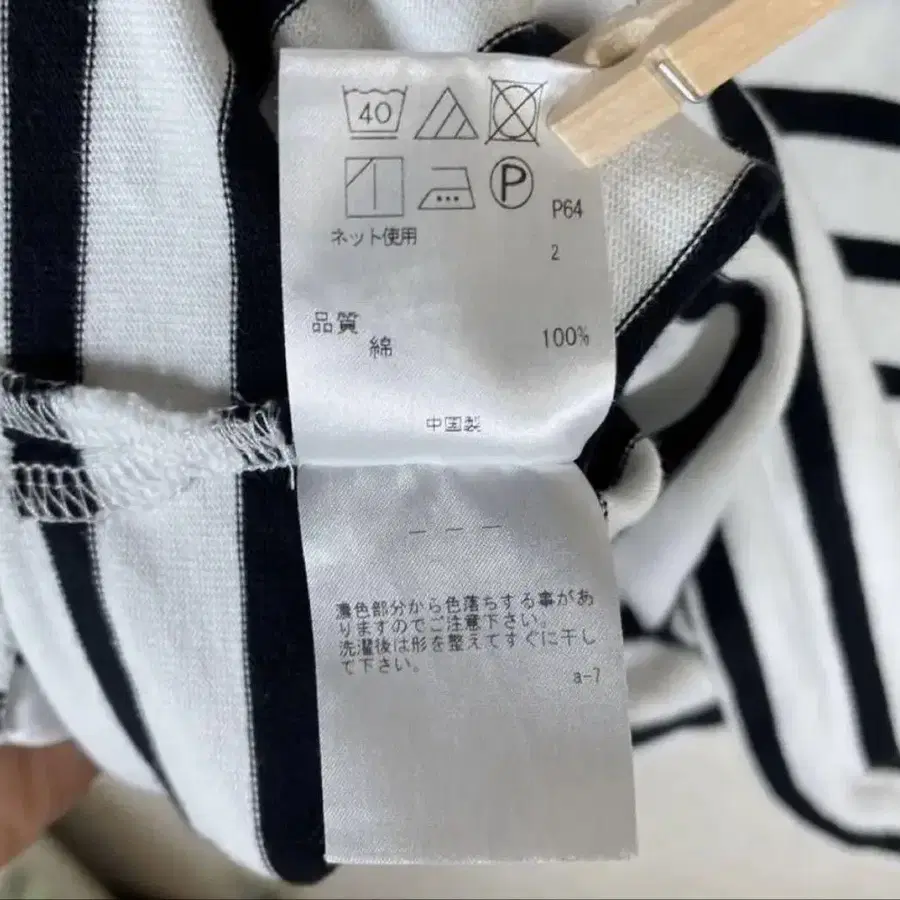 40
P
P64
ネット使用
2
品質
綿 100%
中国製
濃色部分から色落ちする事があ
りますのでご注意下さい。
洗濯後は形を整えてすぐに干し
て下さい。
a-7